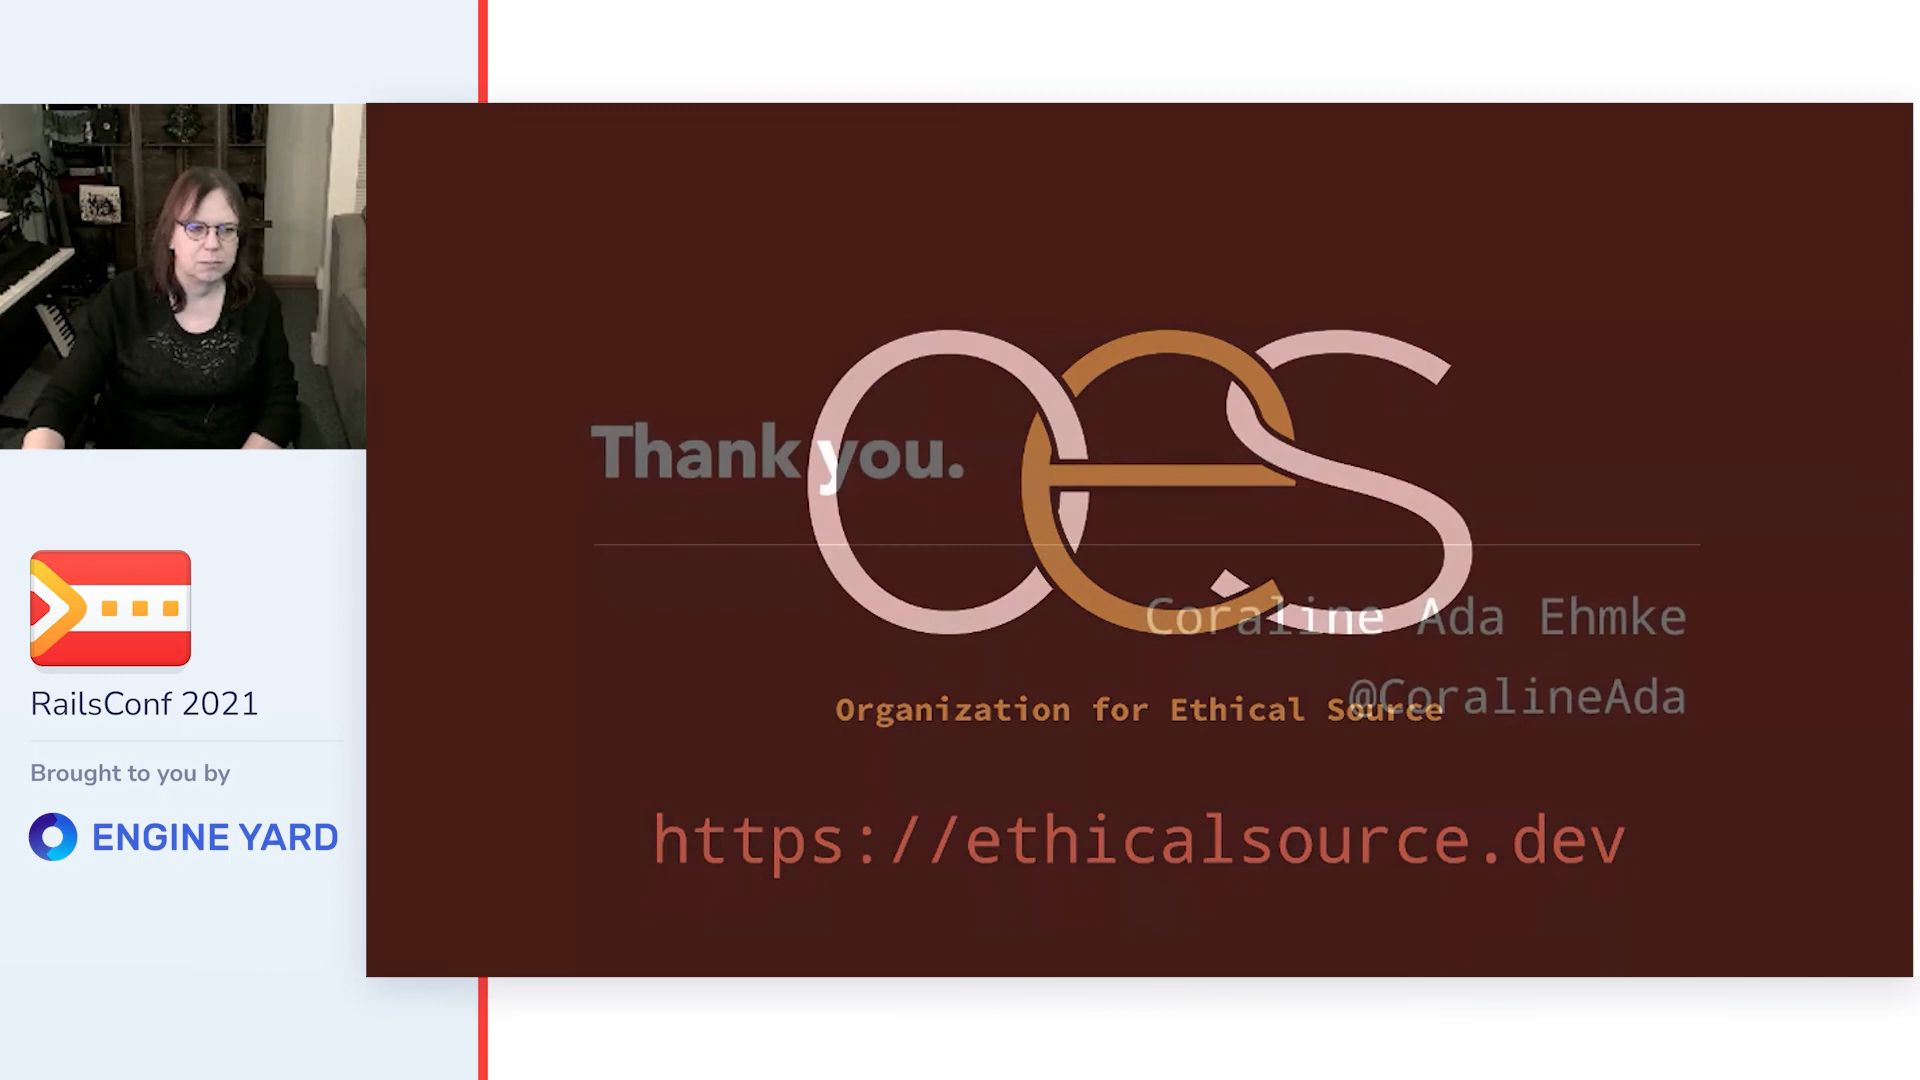 oes
Thank you.
Coraline Ada Ehmke
@CoralineAda
Organization for Ethical Source
https://ethicalsource.dev
RailsConf 2021
Brought to you by
ENGINE YARD